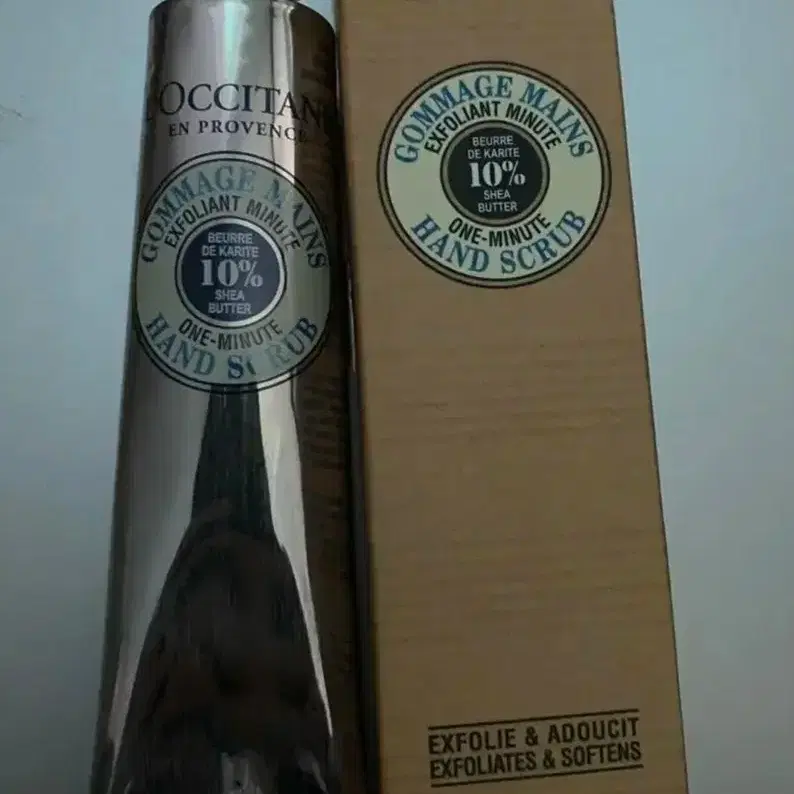 OCCITAN
EN PROVENCE
GOMMAGE MAINS
EXFOLIANT MINUTE
BEURRE
DE KARITE
10%
SHEA
BUTTER
ONE-MINUTE
HAND SCRUB
GOMMAGE MAINS
EXFOLIANT MINUTE
BEURRE
DE KARITE
10%
SHEA
BUTTER
ONE-MINUTE
HAND SCRUB
EXFOLIE & ADOUCIT
EXFOLIATES & SOFTENS